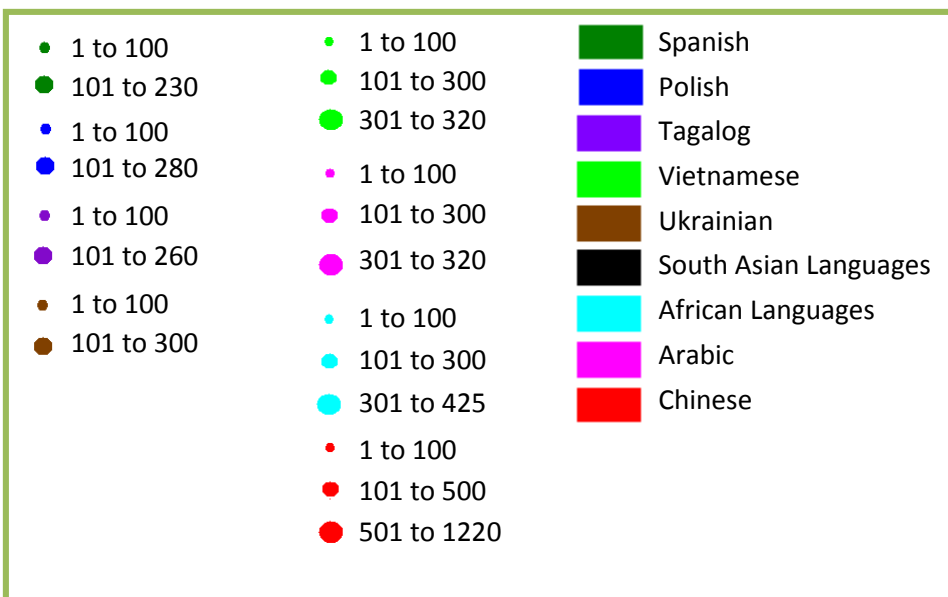 1 to 100
101 to 230
1 to 100
101 to 280
1 to 100
101 to 260
1 to 100
101 to 300
1 to 100
101 to 300
301 to 320
1 to 100
101 to 300
301 to 320
1 to 100
101 to 300
301 to 425
1 to 100
101 to 500
501 to 1220
Spanish
Polish
Tagalog
Vietnamese
Ukrainian
South Asian Languages
African Languages
Arabic
Chinese